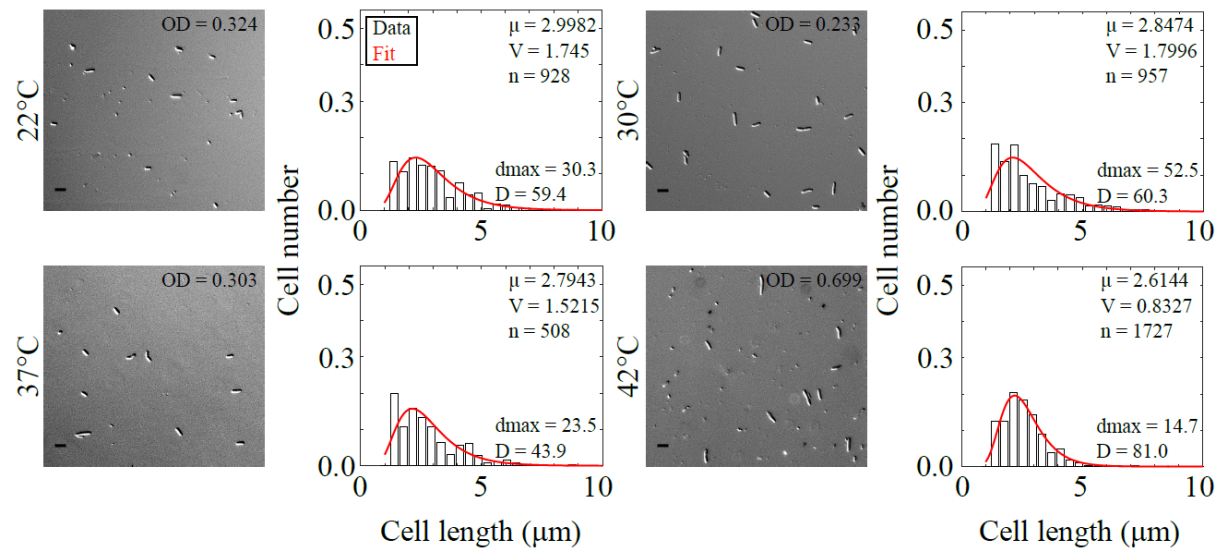 22°C
OD = 0.324
Cell number
0.5
0.3
0.0
Data
Fit
μ = 2.9982
V = 1.745
n = 928
dmax = 30.3
D = 59.4
0
5
10
30°C
OD = 0.233
Cell number
0.5
0.3
0.0
μ = 2.8474
V = 1.7996
n = 957
dmax = 52.5
D = 60.3
0
5
10
37°C
OD = 0.303
0.5
0.3
0.0
μ = 2.7943
V = 1.5215
n = 508
dmax = 23.5
D = 43.9
0
5
10
Cell length (μm)
42°C
OD = 0.699
0.5
0.3
0.0
μ = 2.6144
V = 0.8327
n = 1727
dmax = 14.7
D = 81.0
0
5
10
Cell length (μm)